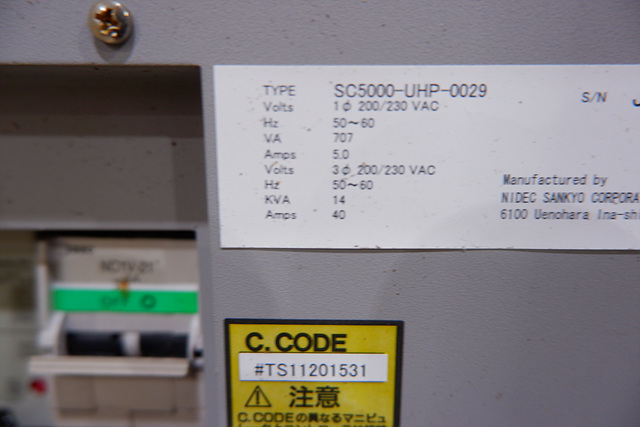 TYPE SC5000-UHP-0029 S/N
Volts 1φ 200/230 VAC
Hz 50~60
VA 707
Amps 5.0
Volts 3φ 200/230 VAC
Hz 50~60
KVA 14
Amps 40
Manufactured by
NIDEC SANKYO CORPORA
6100 Uenohara Ina-shi
OFF
C.CODE
#TS11201531
注意
C.CODEの異なるマニピュ